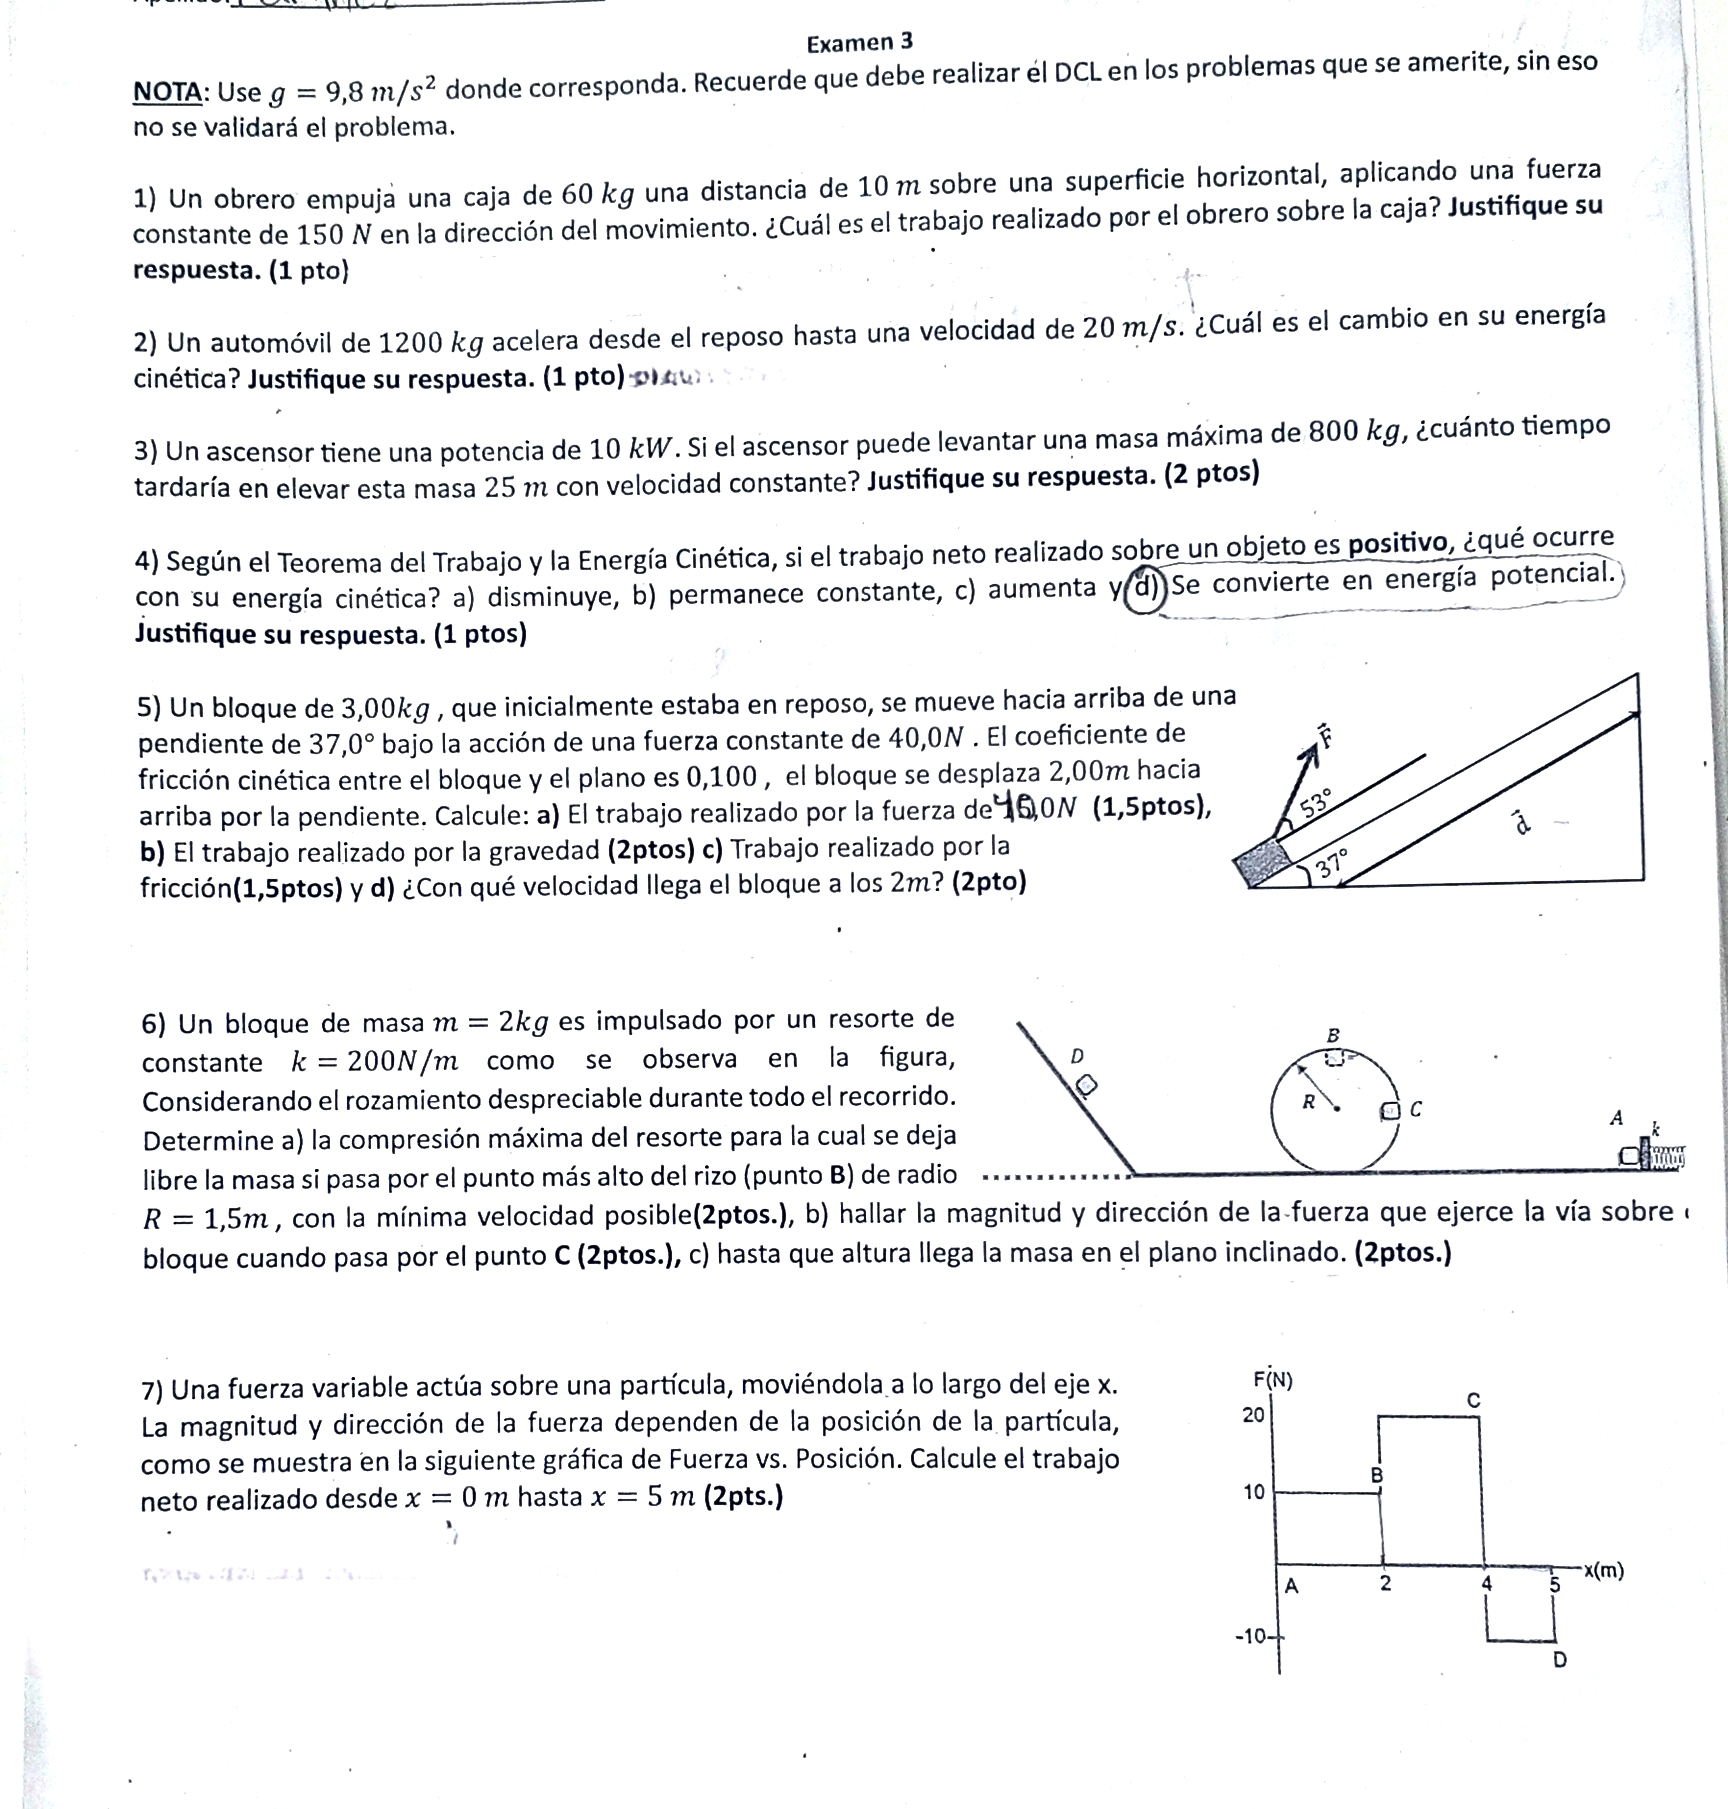 Examen 3
NOTA: Use g = 9,8 m/s² donde corresponda. Recuerde que debe realizar él DCL en los problemas que se amerite, sin eso
no se validará el problema.
1) Un obrero empuja una caja de 60 kg una distancia de 10 m sobre una superficie horizontal, aplicando una fuerza
constante de 150 N en la dirección del movimiento. ¿Cuál es el trabajo realizado por el obrero sobre la caja? Justifique su
respuesta. (1 pto)
2) Un automóvil de 1200 kg acelera desde el reposo hasta una velocidad de 20 m/s. ¿Cuál es el cambio en su energía
cinética? Justifique su respuesta. (1 pto)
3) Un ascensor tiene una potencia de 10 kW. Si el ascensor puede levantar una masa máxima de 800 kg, ¿cuánto tiempo
tardaría en elevar esta masa 25 m con velocidad constante? Justifique su respuesta. (2 ptos)
4) Según el Teorema del Trabajo y la Energía Cinética, si el trabajo neto realizado sobre un objeto es positivo, ¿qué ocurre
con su energía cinética? a) disminuye, b) permanece constante, c) aumenta y d) Se convierte en energía potencial.
Justifique su respuesta. (1 ptos)
5) Un bloque de 3,00kg , que inicialmente estaba en reposo, se mueve hacia arriba de una
pendiente de 37,0° bajo la acción de una fuerza constante de 40,0N . El coeficiente de
fricción cinética entre el bloque y el plano es 0,100 , el bloque se desplaza 2,00m hacia
arriba por la pendiente. Calcule: a) El trabajo realizado por la fuerza de 40,0N (1,5ptos),
b) El trabajo realizado por la gravedad (2ptos) c) Trabajo realizado por la
fricción(1,5ptos) y d) ¿Con qué velocidad llega el bloque a los 2m? (2pto)
F
53°
d
37°
6) Un bloque de masa m = 2kg es impulsado por un resorte de
constante k = 200N/m como se observa en la figura,
Considerando el rozamiento despreciable durante todo el recorrido.
Determine a) la compresión máxima del resorte para la cual se deja
libre la masa si pasa por el punto más alto del rizo (punto B) de radio
R = 1,5m , con la mínima velocidad posible(2ptos.), b) hallar la magnitud y dirección de la fuerza que ejerce la vía sobre
bloque cuando pasa por el punto C (2ptos.), c) hasta que altura llega la masa en el plano inclinado. (2ptos.)
B
D
R
C
A
k
7) Una fuerza variable actúa sobre una partícula, moviéndola a lo largo del eje x.
La magnitud y dirección de la fuerza dependen de la posición de la partícula,
como se muestra en la siguiente gráfica de Fuerza vs. Posición. Calcule el trabajo
neto realizado desde x = 0 m hasta x = 5 m (2pts.)
F(N)
C
20
B
10
x(m)
A
2
4
5
-10
D